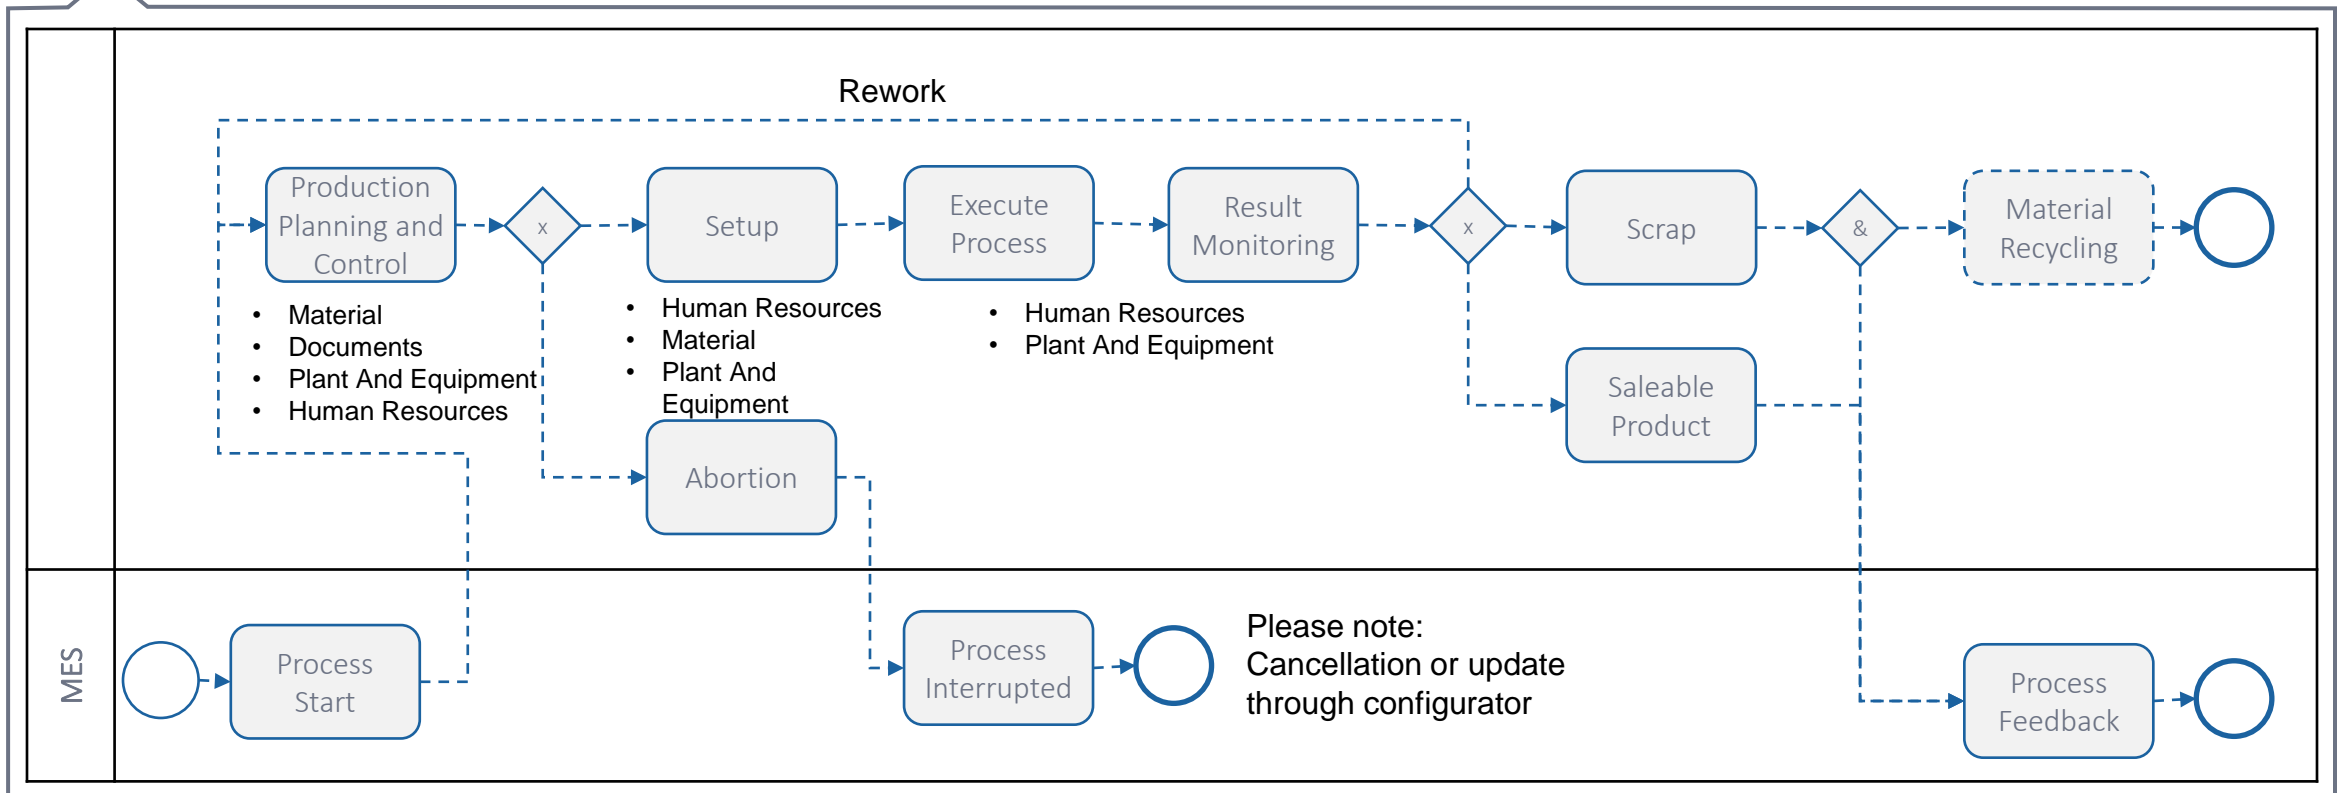 Rework
Production
Planning and
Control
x
Setup
Execute
Process
Result
Monitoring
x
Scrap
&
Material
Recycling
• Material
• Documents
• Plant And Equipment
• Human Resources
• Human Resources
• Material
• Plant And
Equipment
• Human Resources
• Plant And Equipment
Saleable
Product
Abortion
MES
Process
Start
Process
Interrupted
Please note:
Cancellation or update
through configurator
Process
Feedback